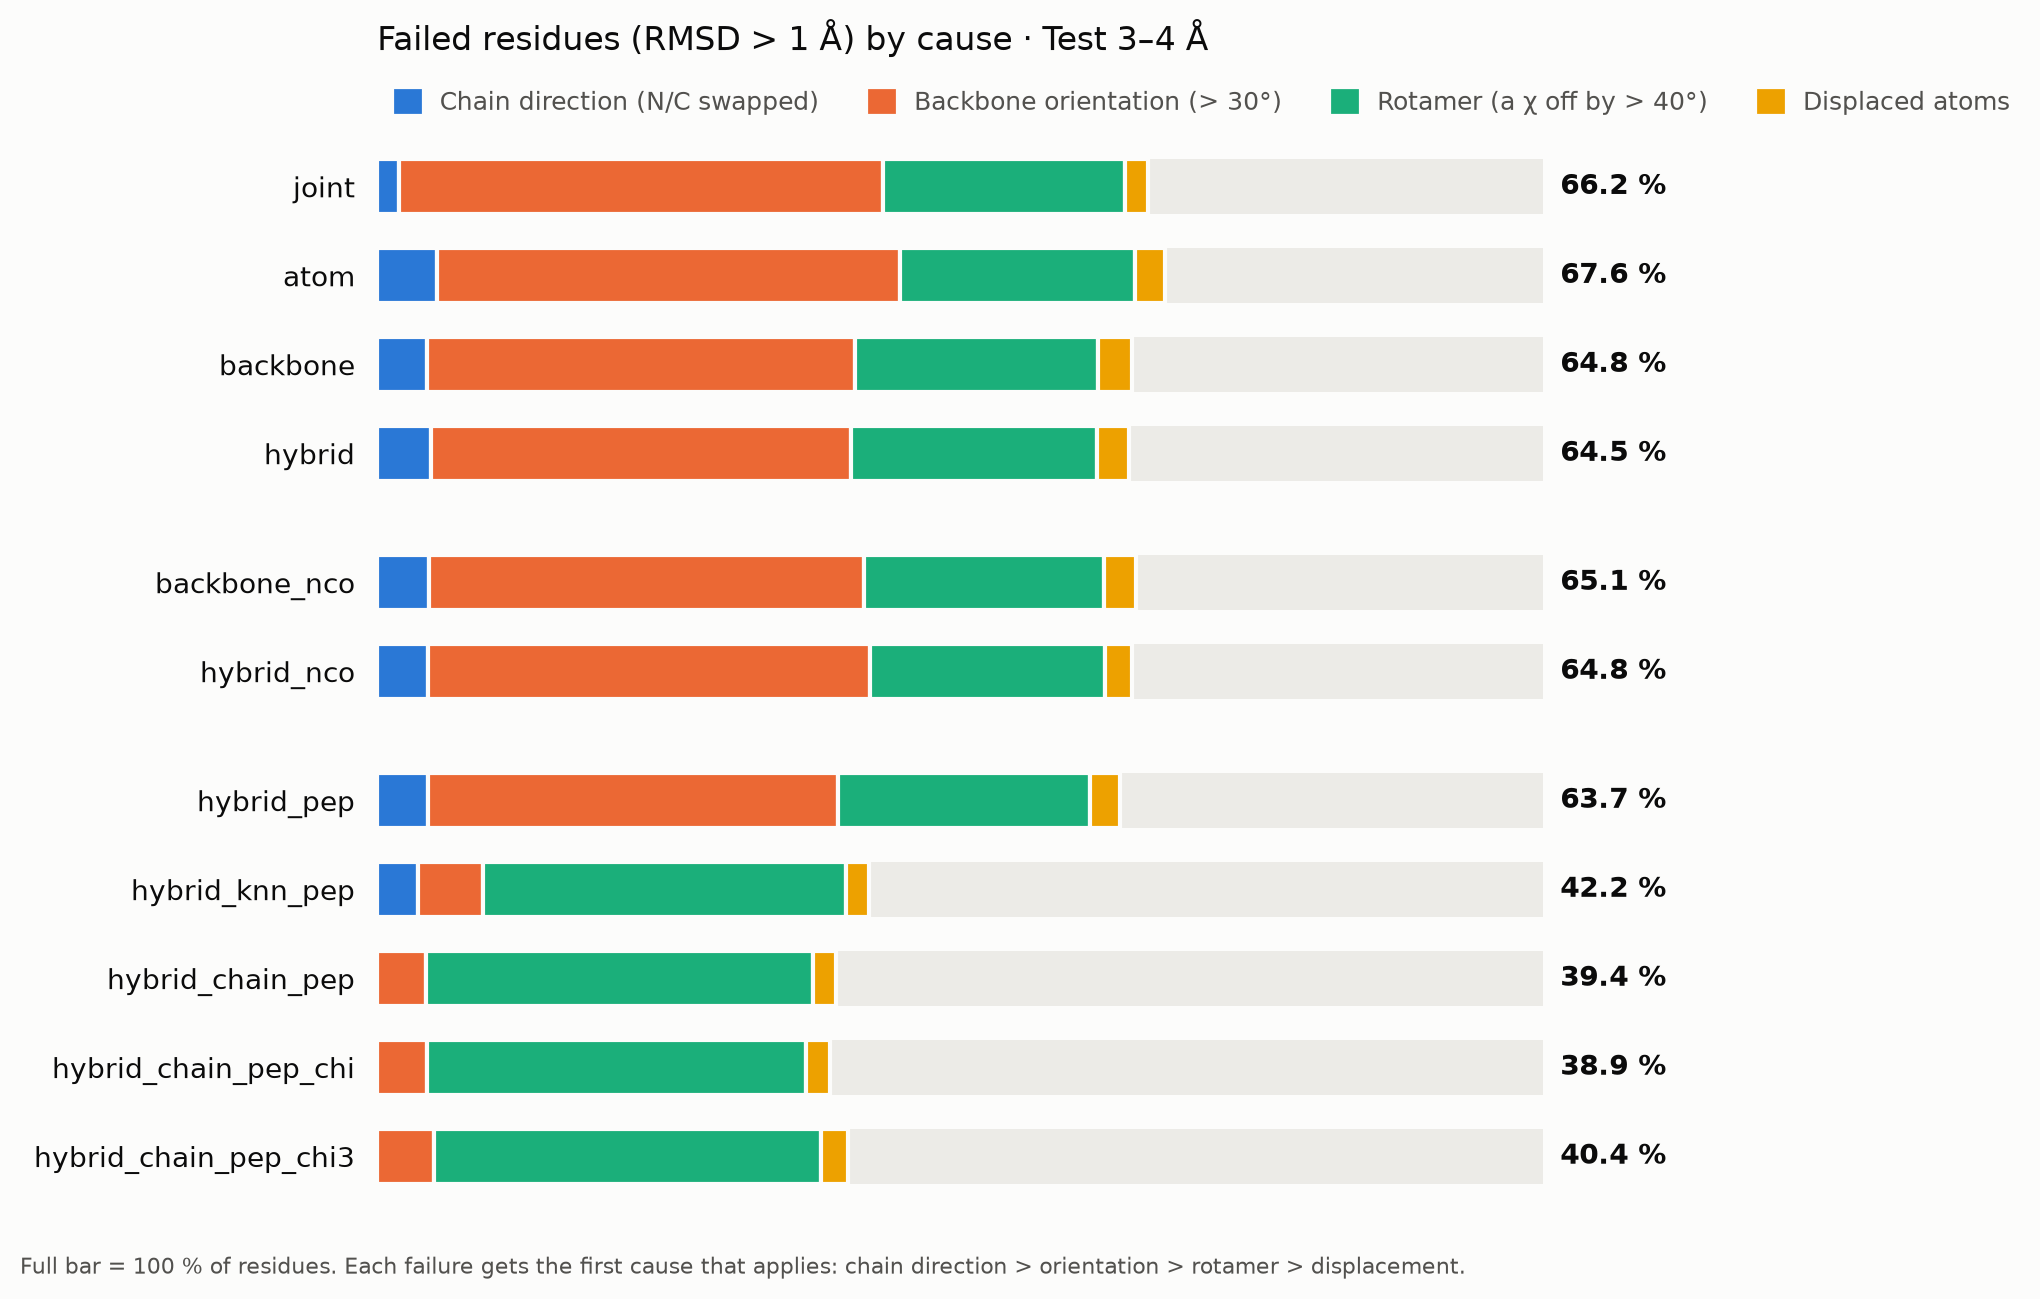 Failed residues (RMSD > 1 Å) by cause · Test 3–4 Å
Chain direction (N/C swapped) Backbone orientation (> 30°) Rotamer (a χ off by > 40°) Displaced atoms
joint 66.2 %
atom 67.6 %
backbone 64.8 %
hybrid 64.5 %
backbone_nco 65.1 %
hybrid_nco 64.8 %
hybrid_pep 63.7 %
hybrid_knn_pep 42.2 %
hybrid_chain_pep 39.4 %
hybrid_chain_pep_chi 38.9 %
hybrid_chain_pep_chi3 40.4 %
Full bar = 100 % of residues. Each failure gets the first cause that applies: chain direction > orientation > rotamer > displacement.